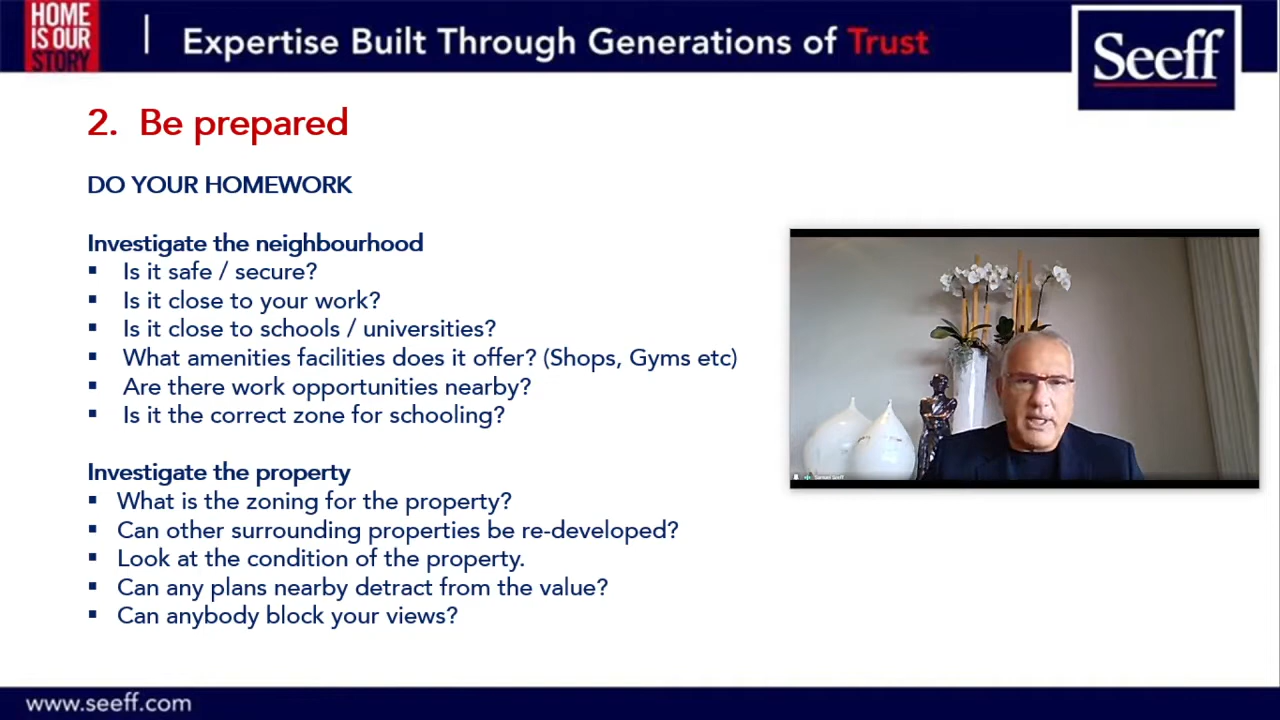 HOME
IS OUR
STORY
Expertise Built Through Generations of Trust
Seeff
2. Be prepared
DO YOUR HOMEWORK
Investigate the neighbourhood
▪ Is it safe / secure?
▪ Is it close to your work?
▪ Is it close to schools / universities?
▪ What amenities facilities does it offer? (Shops, Gyms etc)
▪ Are there work opportunities nearby?
▪ Is it the correct zone for schooling?
Investigate the property
▪ What is the zoning for the property?
▪ Can other surrounding properties be re-developed?
▪ Look at the condition of the property.
▪ Can any plans nearby detract from the value?
▪ Can anybody block your views?
Samuel Seeff
www.seeff.com